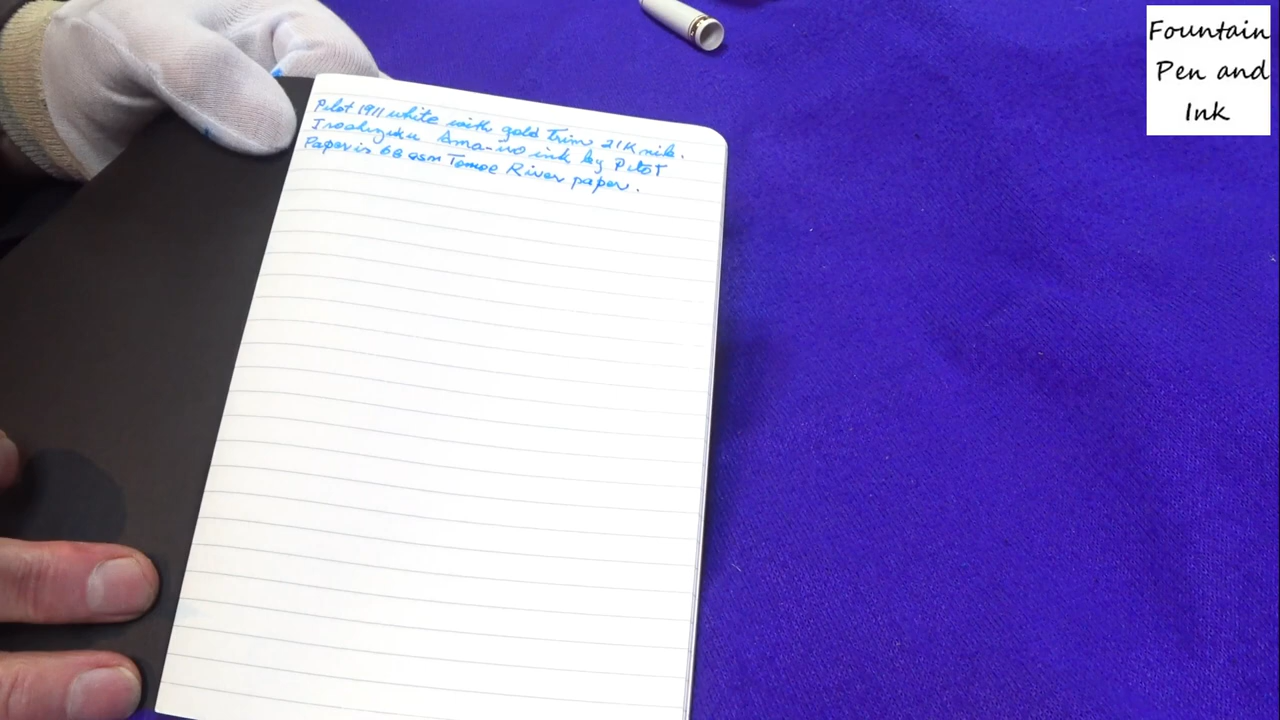 Pilot 1911 white with gold Trim 21K nib.
Iroshizuku Ama-iro ink by Pilot
Paper is 68 gsm Tomoe River paper.
Fountain
Pen and
Ink